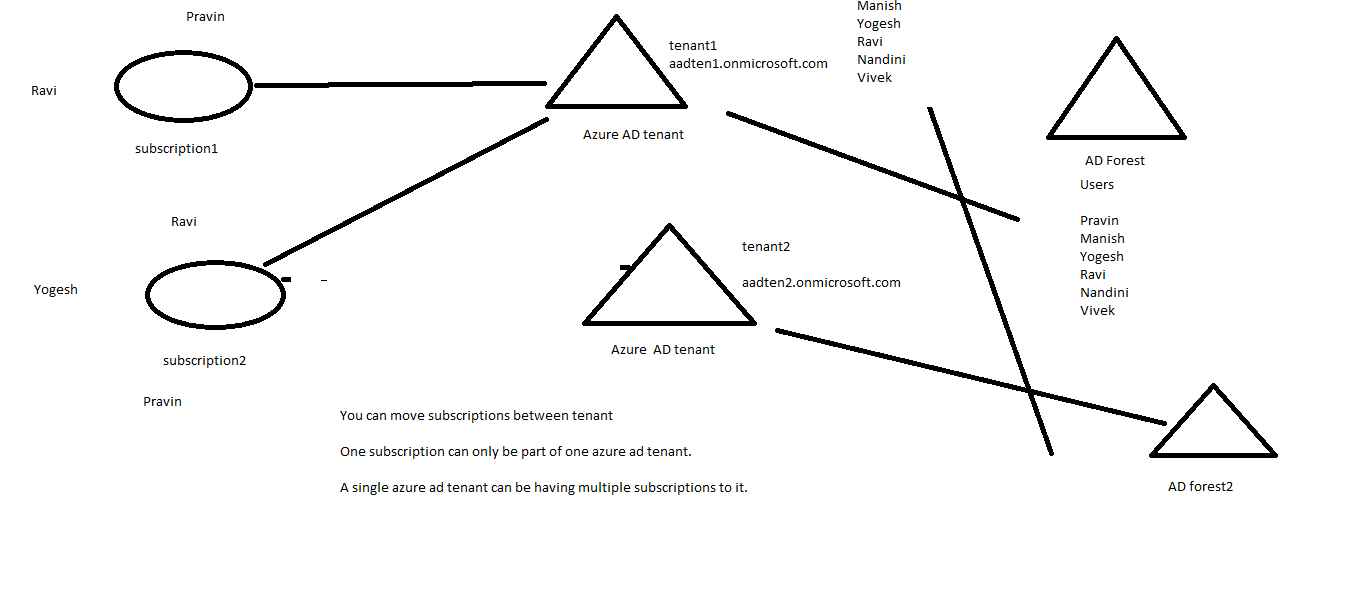 Pravin
Ravi
subscription1
tenant1
aadten1.onmicrosoft.com
Azure AD tenant
Manish
Yogesh
Ravi
Nandini
Vivek
AD Forest
Users
Pravin
Manish
Yogesh
Ravi
Nandini
Vivek
Ravi
Yogesh
subscription2
Pravin
tenant2
aadten2.onmicrosoft.com
Azure  AD tenant
You can move subscriptions between tenant
One subscription can only be part of one azure ad tenant.
A single azure ad tenant can be having multiple subscriptions to it.
AD forest2